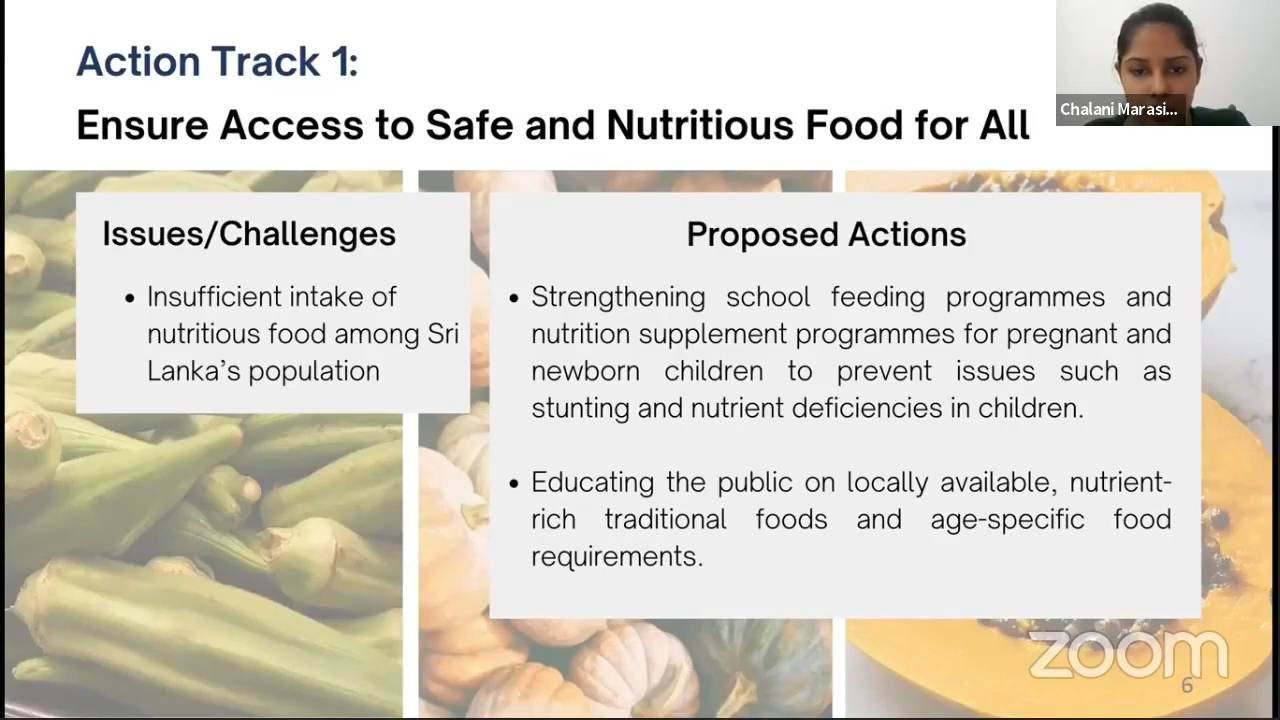 Action Track 1:
Ensure Access to Safe and Nutritious Food for All
Chalani Marasi...
Issues/Challenges
• Insufficient intake of
nutritious food among Sri
Lanka's population
Proposed Actions
• Strengthening school feeding programmes and
nutrition supplement programmes for pregnant and
newborn children to prevent issues such as
stunting and nutrient deficiencies in children.
• Educating the public on locally available, nutrient-
rich traditional foods and age-specific food
requirements.
zoom
6